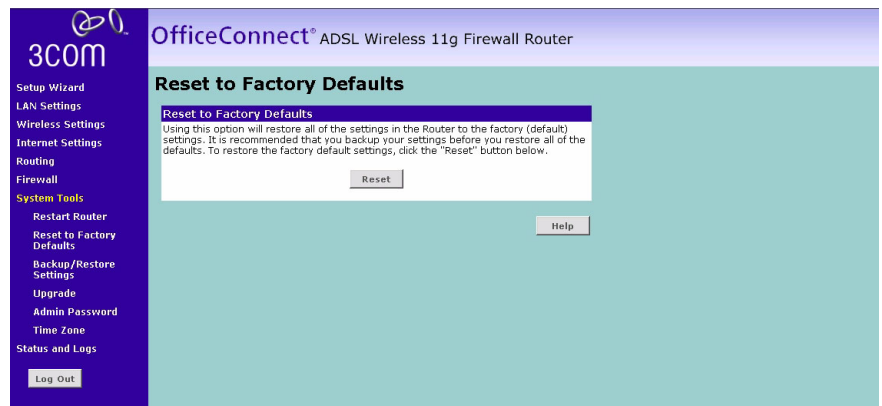 3COM
OfficeConnect® ADSL Wireless 11g Firewall Router
Setup Wizard
LAN Settings
Wireless Settings
Internet Settings
Routing
Firewall
System Tools
Restart Router
Reset to Factory
Defaults
Backup/Restore
Settings
Upgrade
Admin Password
Time Zone
Status and Logs
Log Out
Reset to Factory Defaults
Reset to Factory Defaults
Using this option will restore all of the settings in the Router to the factory (default)
settings. It is recommended that you backup your settings before you restore all of the
defaults. To restore the factory default settings, click the "Reset" button below.
Reset
Help